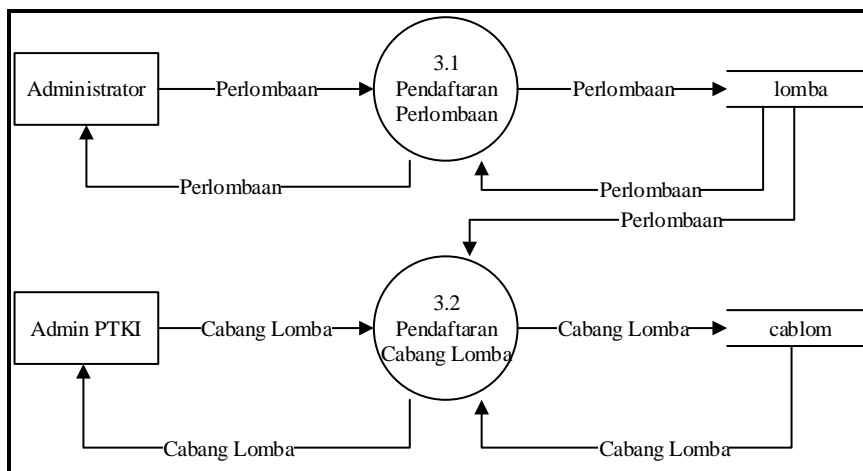 3.1
Pendaftaran
Perlombaan
Administrator
Perlombaan
Perlombaan
lomba
Perlombaan
Perlombaan
Perlombaan
3.2
Pendaftaran
Cabang Lomba
Admin PTKI
Cabang Lomba
Cabang Lomba
cablom
Cabang Lomba
Cabang Lomba